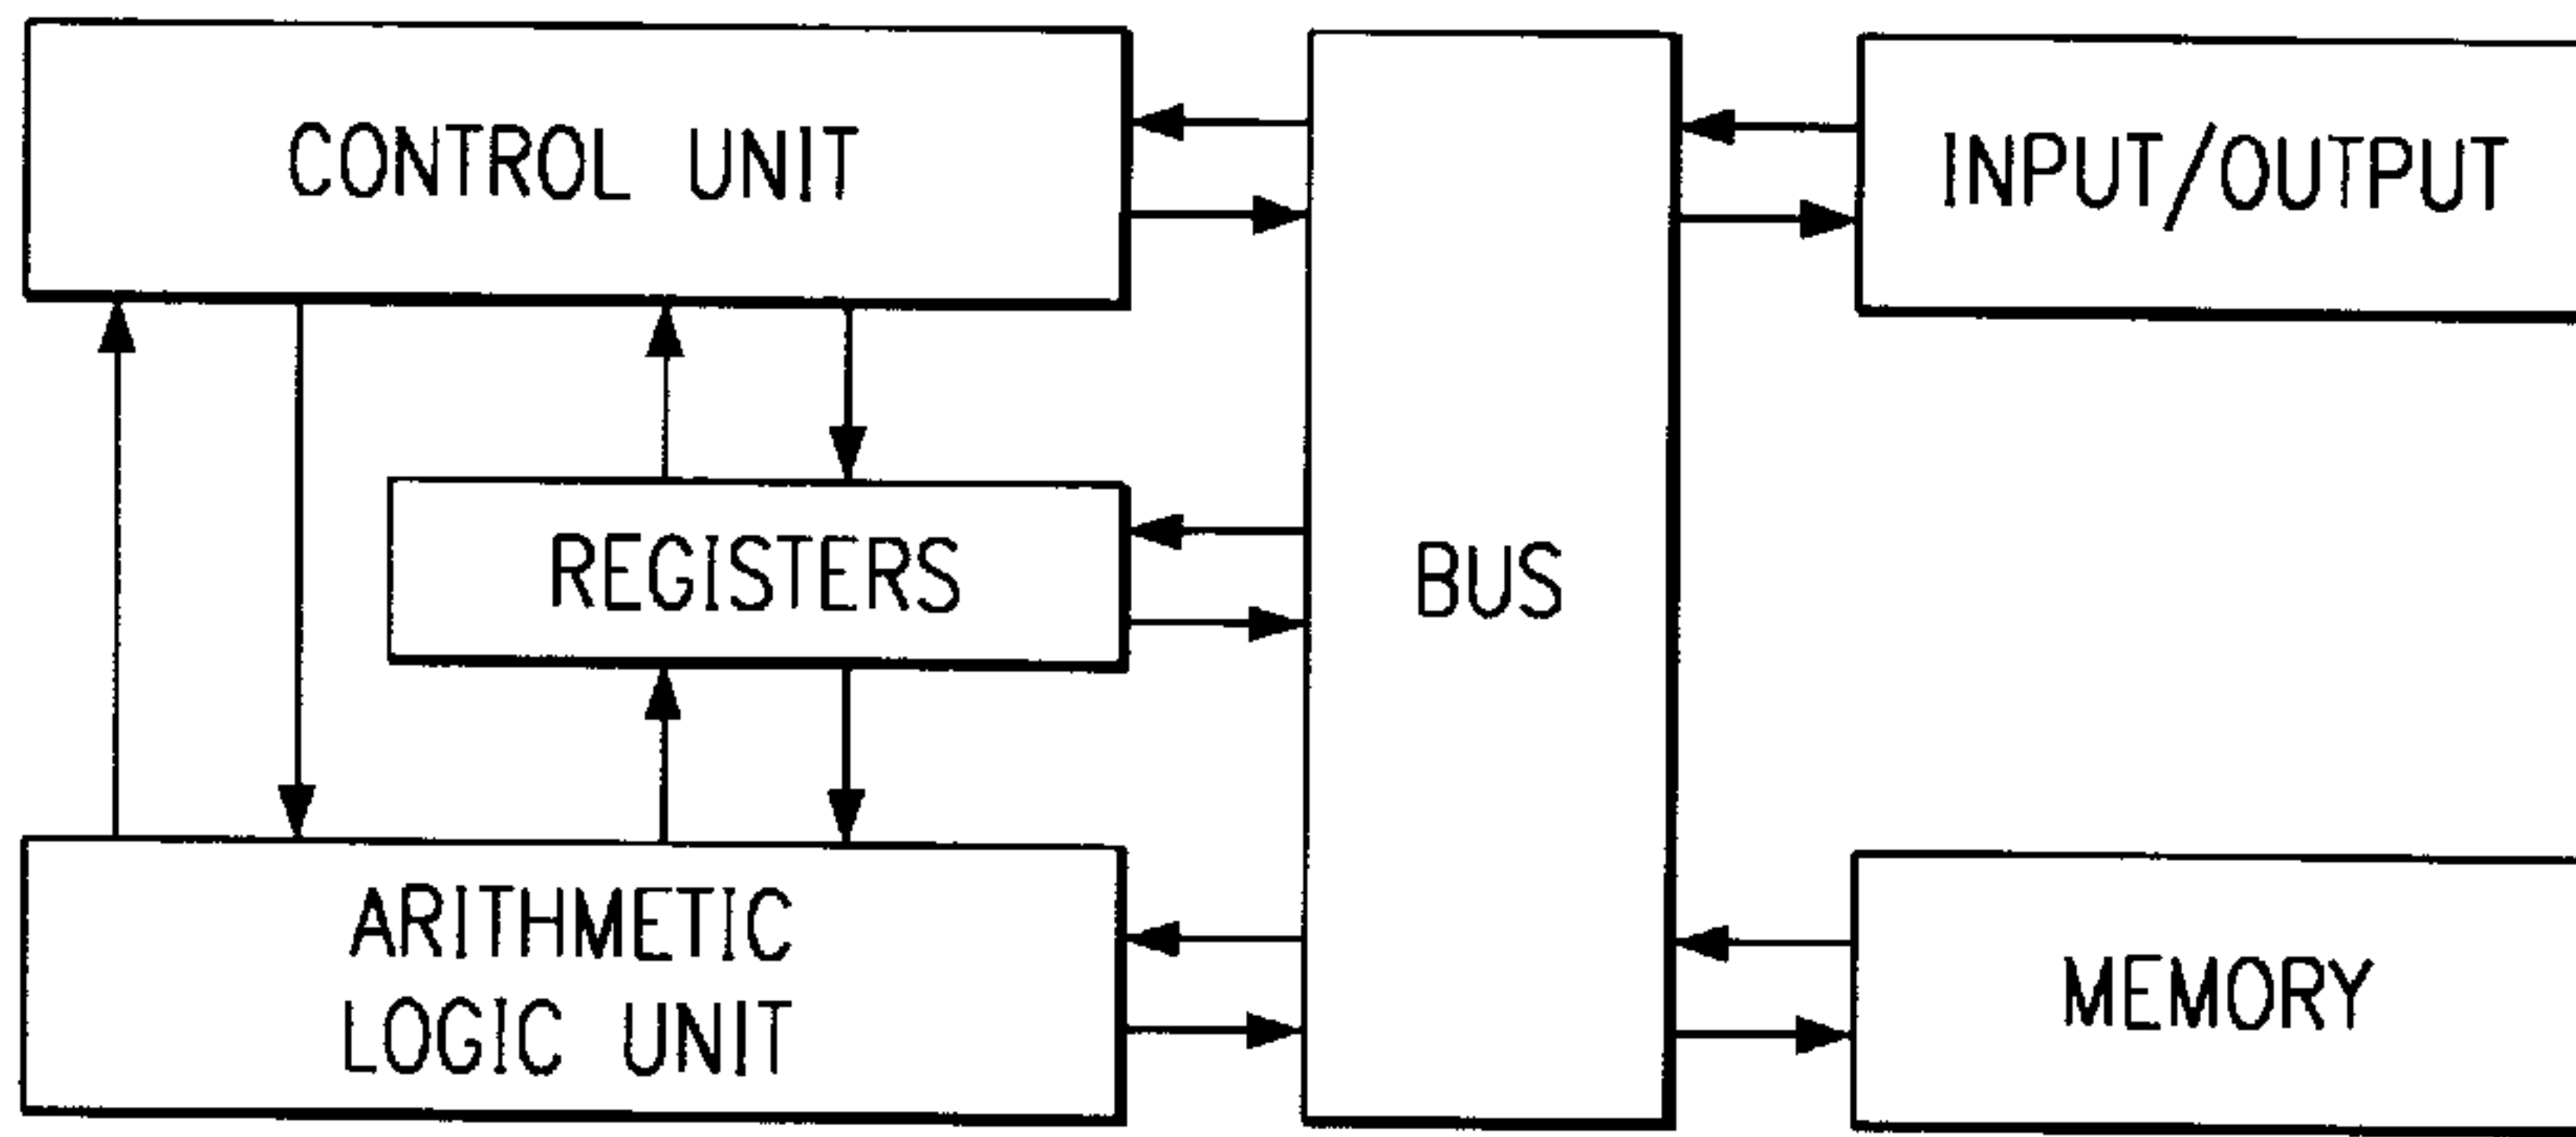 CONTROL UNIT
INPUT/OUTPUT
REGISTERS
BUS
ARITHMETIC
LOGIC UNIT
MEMORY